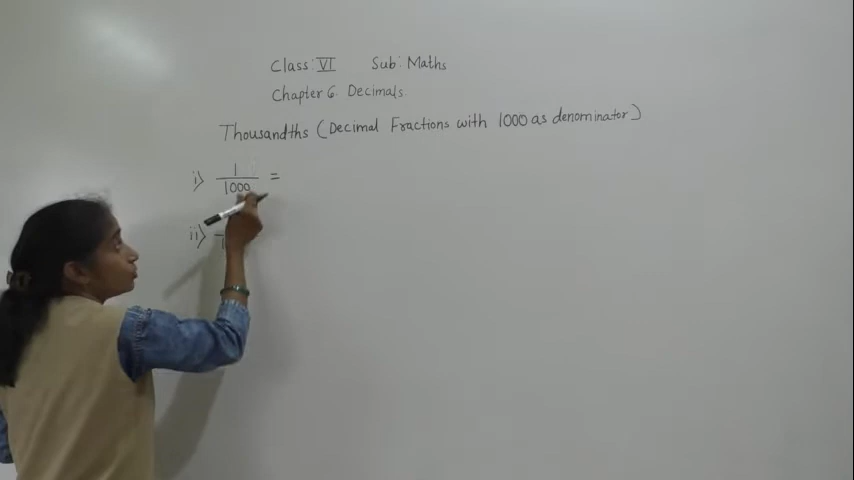 Class: VI Sub: Maths
Chapter 6. Decimals
Thousandths (Decimal Fractions with 1000 as denominator)
i) 1/1000 =
ii)